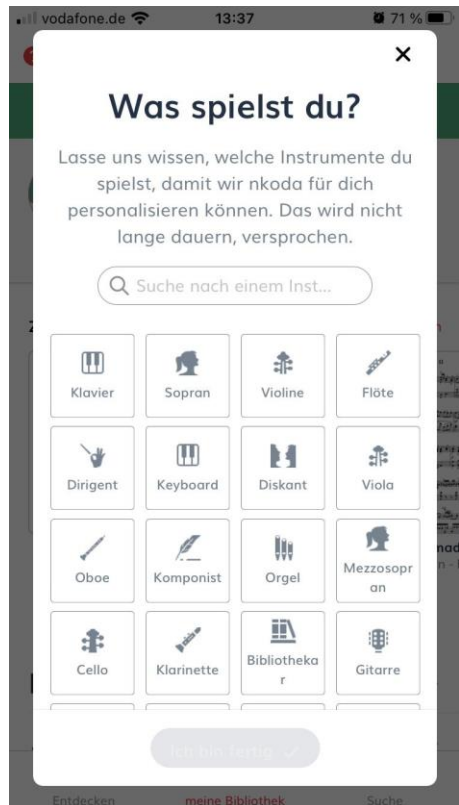 vodafone.de 13:37 71 %
Was spielst du?
Lasse uns wissen, welche Instrumente du
spielst, damit wir nkoda für dich
personalisieren können. Das wird nicht
lange dauern, versprochen.
Suche nach einem Inst...
Klavier Sopran Violine Flöte
Dirigent Keyboard Diskant Viola
Oboe Komponist Orgel Mezzosopr
an
Cello Klarinette Bibliotheka Gitarre
r
Ich bin fertig
Entdecken meine Bibliothek Suche